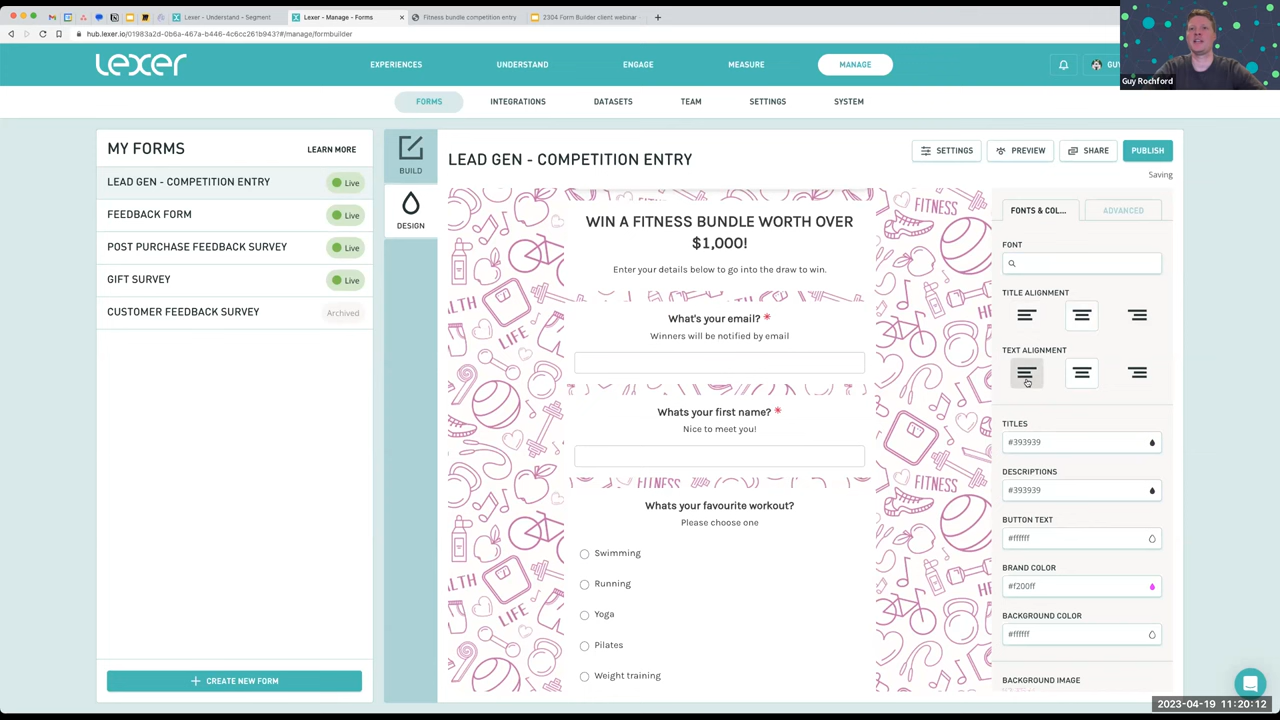 Lexer - Understand - Segment
Lexer - Manage - Forms
Fitness bundle competition entry
2304 Form Builder client webinar
hub.lexer.io/01983a2d-0b6a-467a-b446-4c6cc261b943?#/manage/formbuilder
Lexer
EXPERIENCES
UNDERSTAND
ENGAGE
MEASURE
MANAGE
GUY
Guy Rochford
FORMS
INTEGRATIONS
DATASETS
TEAM
SETTINGS
SYSTEM
MY FORMS
LEARN MORE
LEAD GEN - COMPETITION ENTRY
Live
FEEDBACK FORM
Live
POST PURCHASE FEEDBACK SURVEY
Live
GIFT SURVEY
Live
CUSTOMER FEEDBACK SURVEY
Archived
CREATE NEW FORM
BUILD
DESIGN
LEAD GEN - COMPETITION ENTRY
SETTINGS
PREVIEW
SHARE
PUBLISH
Saving
WIN A FITNESS BUNDLE WORTH OVER
$1,000!
Enter your details below to go into the draw to win.
What's your email? *
Winners will be notified by email
Whats your first name? *
Nice to meet you!
Whats your favourite workout?
Please choose one
Swimming
Running
Yoga
Pilates
Weight training
FITNESS
LIFE
HEALTH
FITNESS
LIFE
FITNESS
FITNESS
FONTS & COL...
ADVANCED
FONT
TITLE ALIGNMENT
TEXT ALIGNMENT
TITLES
#393939
DESCRIPTIONS
#393939
BUTTON TEXT
#ffffff
BRAND COLOR
#f200ff
BACKGROUND COLOR
#ffffff
BACKGROUND IMAGE
2023-04-19 11:20:12